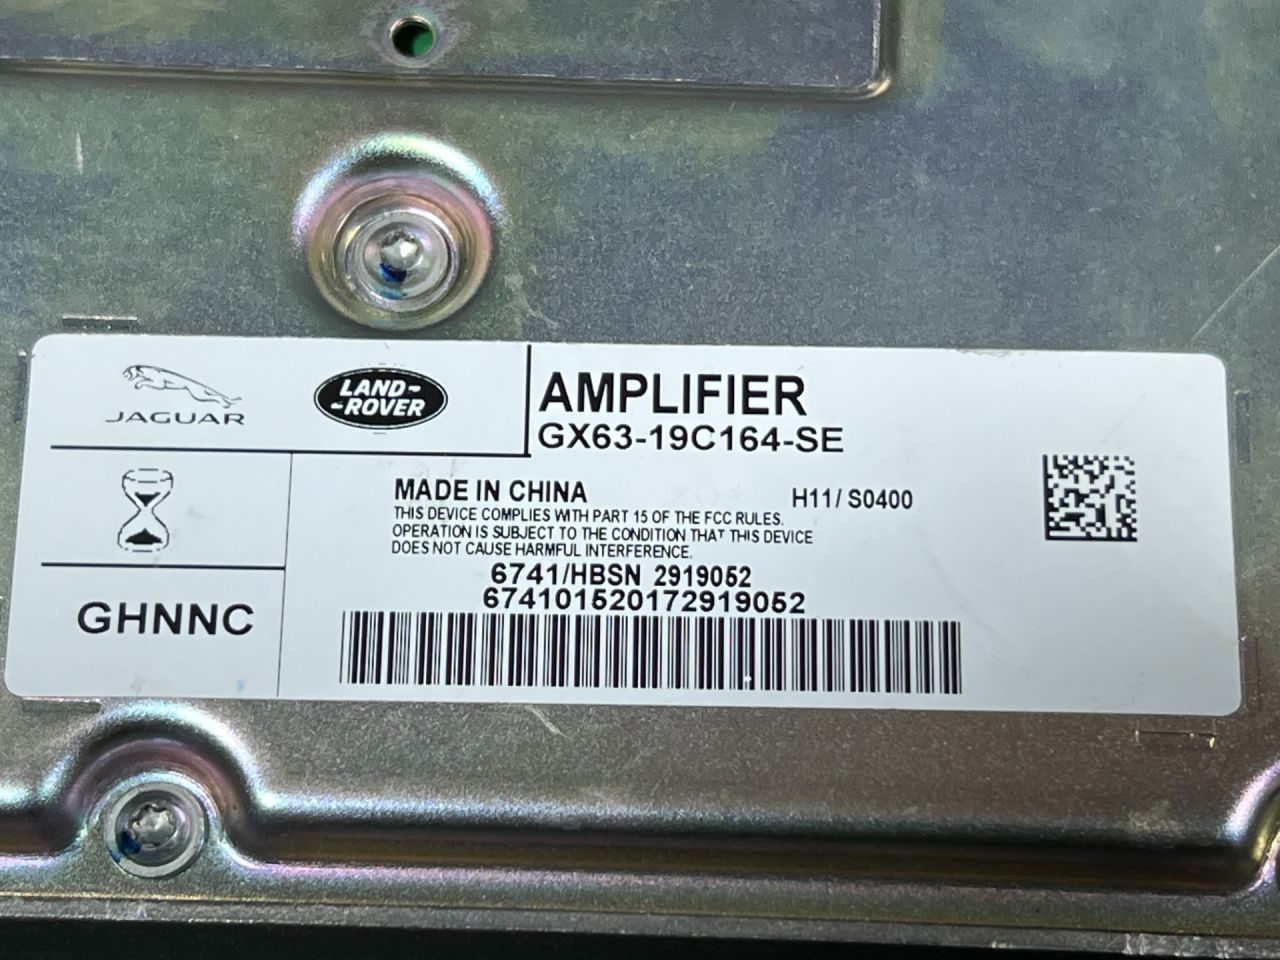 JAGUAR
LAND-
-ROVER
AMPLIFIER
GX63-19C164-SE
MADE IN CHINA
H11/ S0400
THIS DEVICE COMPLIES WITH PART 15 OF THE FCC RULES.
OPERATION IS SUBJECT TO THE CONDITION THAT THIS DEVICE
DOES NOT CAUSE HARMFUL INTERFERENCE.
6741/HBSN 2919052
674101520172919052
GHNNC